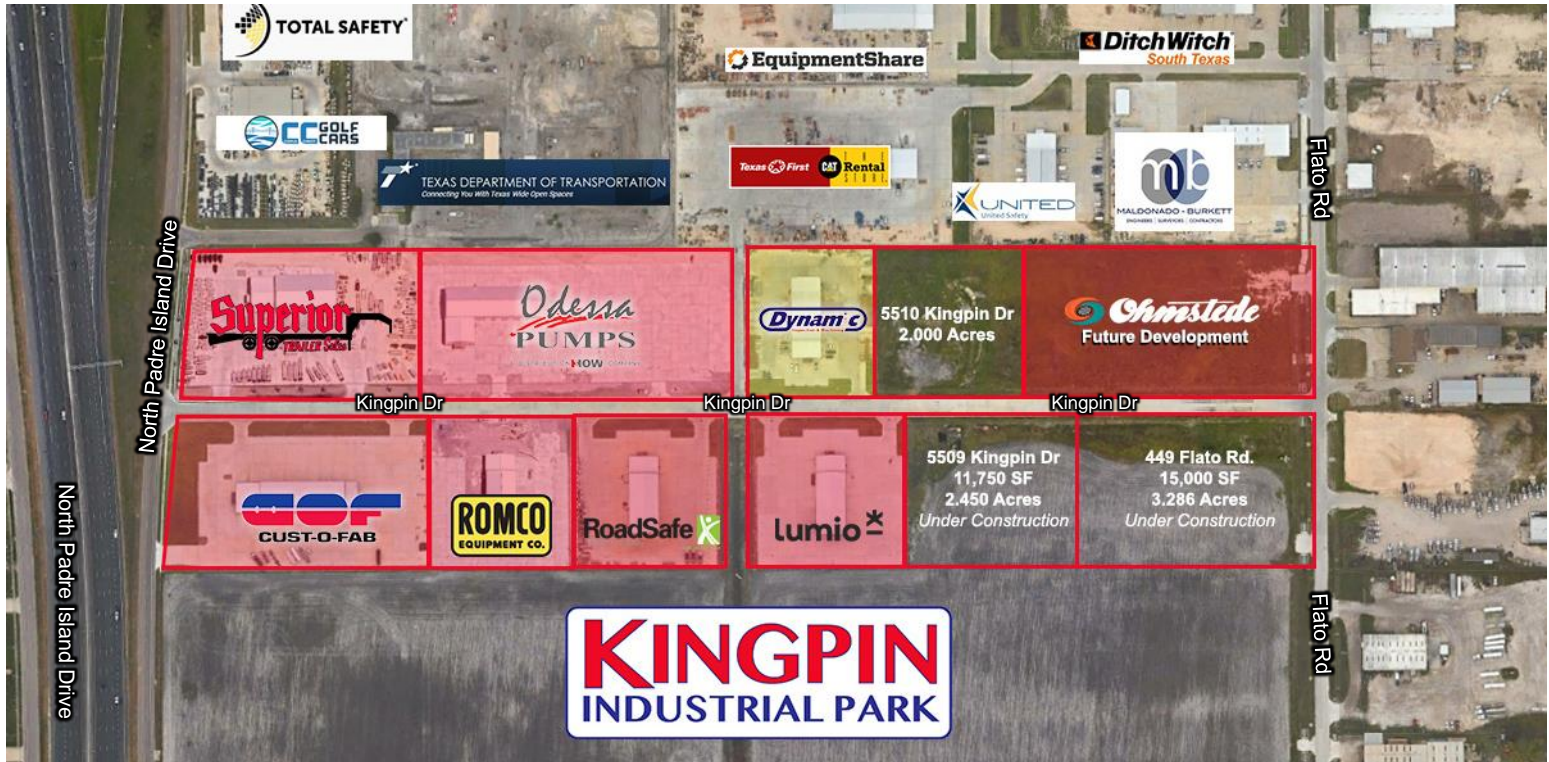 TOTAL SAFETY
EquipmentShare
DitchWitch
South Texas
CC GOLF
CARS
TEXAS DEPARTMENT OF TRANSPORTATION
Connecting You With Texas Wide Open Spaces
Texas First CAT Rental
UNITED
United Safety
mb
MALDONADO - BURKETT
ENGINEERS | SURVEYORS | CONTRACTORS
Flato Rd
North Padre Island Drive
Superior
TRAILER SALES
Odessa
PUMPS
NOW
Dynamic
5510 Kingpin Dr
2.000 Acres
Ohmstede
Future Development
Kingpin Dr
Kingpin Dr
Kingpin Dr
COF
CUST-O-FAB
ROMCO
EQUIPMENT CO.
RoadSafe
Lumio
5509 Kingpin Dr
11,750 SF
2.450 Acres
Under Construction
449 Flato Rd.
15,000 SF
3.286 Acres
Under Construction
North Padre Island Drive
Flato Rd
KINGPIN
INDUSTRIAL PARK